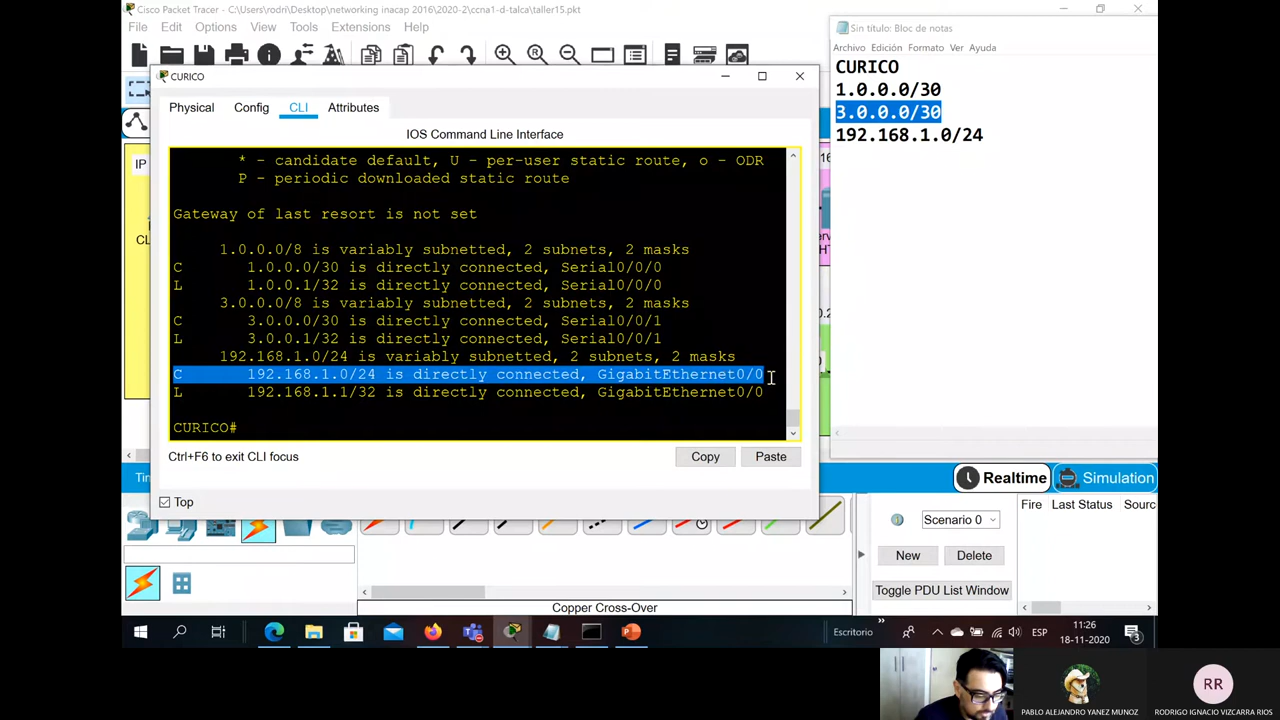 Cisco Packet Tracer - C:\Users\rodri\Desktop\networking inacap 2016\2020-2\ccna1-d-talca\taller15.pkt
File Edit Options View Tools Extensions Help
CURICO
Physical Config CLI Attributes
IOS Command Line Interface
* - candidate default, U - per-user static route, o - ODR
P - periodic downloaded static route
Gateway of last resort is not set
1.0.0.0/8 is variably subnetted, 2 subnets, 2 masks
C 1.0.0.0/30 is directly connected, Serial0/0/0
L 1.0.0.1/32 is directly connected, Serial0/0/0
3.0.0.0/8 is variably subnetted, 2 subnets, 2 masks
C 3.0.0.0/30 is directly connected, Serial0/0/1
L 3.0.0.1/32 is directly connected, Serial0/0/1
192.168.1.0/24 is variably subnetted, 2 subnets, 2 masks
C 192.168.1.0/24 is directly connected, GigabitEthernet0/0
L 192.168.1.1/32 is directly connected, GigabitEthernet0/0
CURICO#
Ctrl+F6 to exit CLI focus
Copy Paste
Top
IP
CL
Sin título: Bloc de notas
Archivo Edición Formato Ver Ayuda
CURICO
1.0.0.0/30
3.0.0.0/30
192.168.1.0/24
Realtime Simulation
Scenario 0
New Delete
Toggle PDU List Window
Fire Last Status Sourc
Copper Cross-Over
Escritorio
ESP
11:26
18-11-2020
3
RR
PABLO ALEJANDRO YANEZ MUNOZ
RODRIGO IGNACIO VIZCARRA RIOS